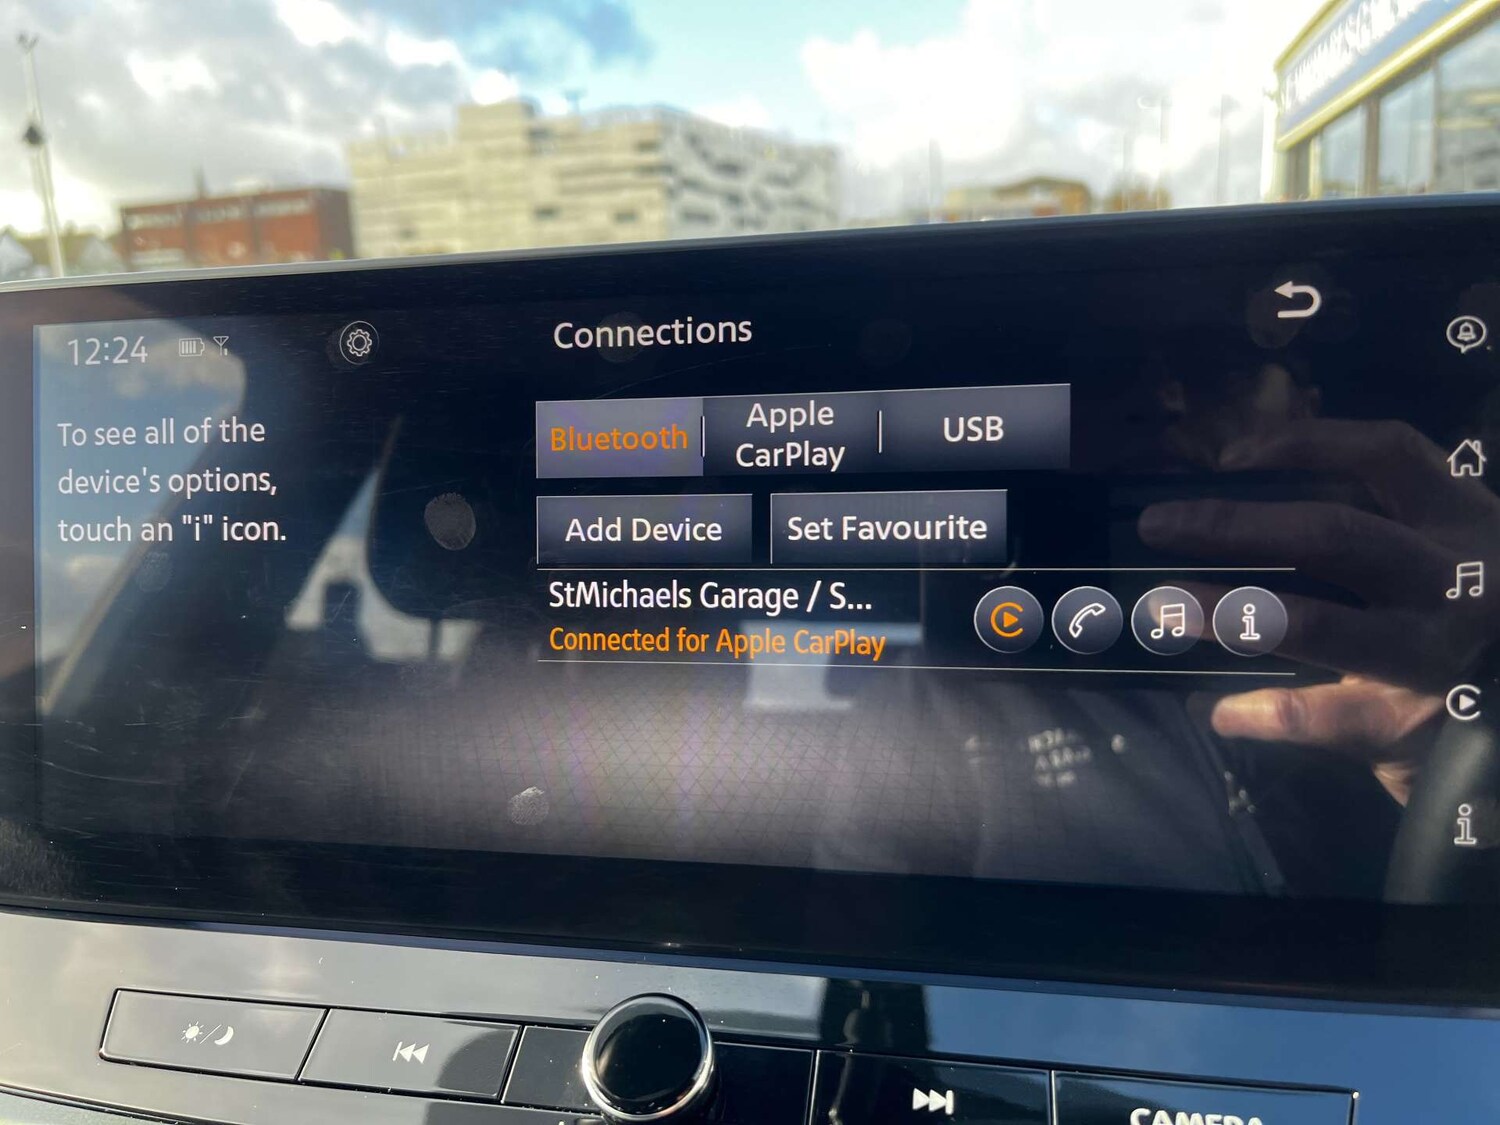 12:24
Connections
To see all of the
device's options,
touch an "i" icon.
Bluetooth
Apple
CarPlay
USB
Add Device
Set Favourite
StMichaels Garage / S...
Connected for Apple CarPlay
i
i
CAMERA